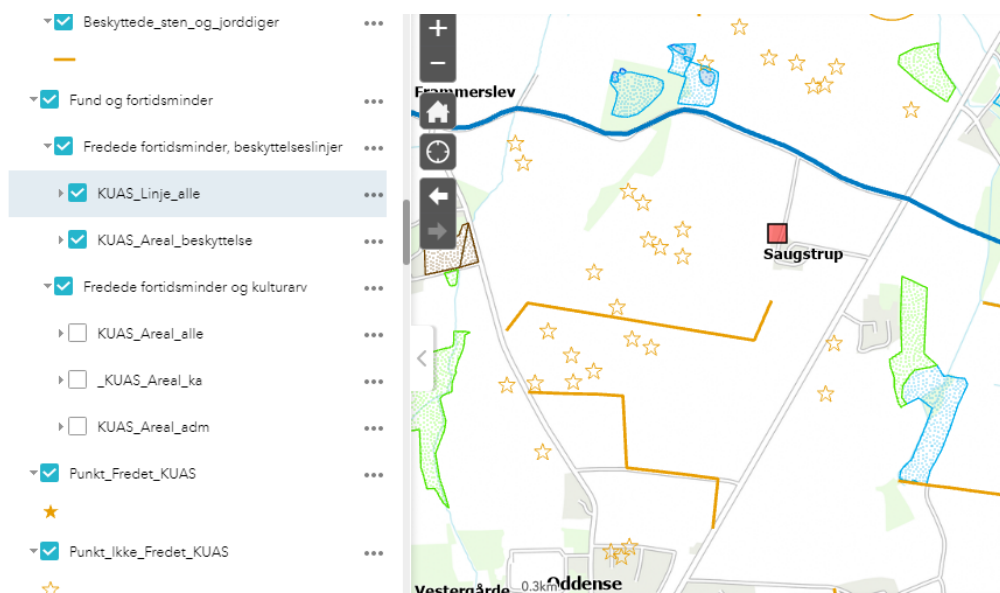 Beskyttede_sten_og_jorddiger
Fund og fortidsminder
Fredede fortidsminder, beskyttelseslinjer
KUAS_Linje_alle
KUAS_Areal_beskyttelse
Fredede fortidsminder og kulturarv
KUAS_Areal_alle
_KUAS_Areal_ka
KUAS_Areal_adm
Punkt_Fredet_KUAS
Punkt_Ikke_Fredet_KUAS
Frammerslev
Saugstrup
Vestergårde
0.3km
Oddense